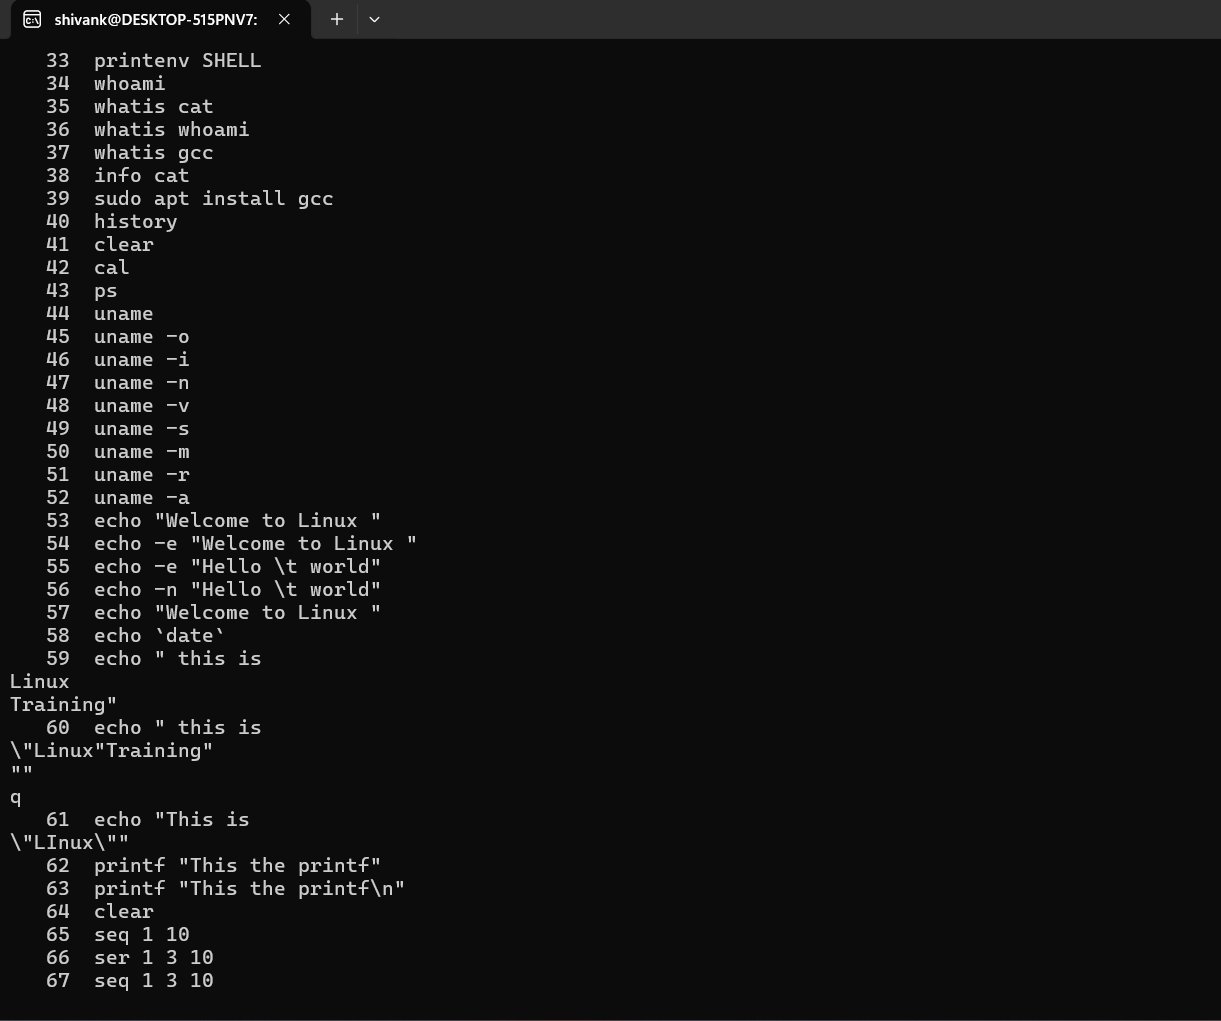 shivank@DESKTOP-515PNV7:
33 printenv SHELL
34 whoami
35 whatis cat
36 whatis whoami
37 whatis gcc
38 info cat
39 sudo apt install gcc
40 history
41 clear
42 cal
43 ps
44 uname
45 uname -o
46 uname -i
47 uname -n
48 uname -v
49 uname -s
50 uname -m
51 uname -r
52 uname -a
53 echo "Welcome to Linux "
54 echo -e "Welcome to Linux "
55 echo -e "Hello \t world"
56 echo -n "Hello \t world"
57 echo "Welcome to Linux "
58 echo `date`
59 echo " this is
Linux
Training"
60 echo " this is
\"Linux"Training"
""
q
61 echo "This is
\"LInux\""
62 printf "This the printf"
63 printf "This the printf\n"
64 clear
65 seq 1 10
66 ser 1 3 10
67 seq 1 3 10